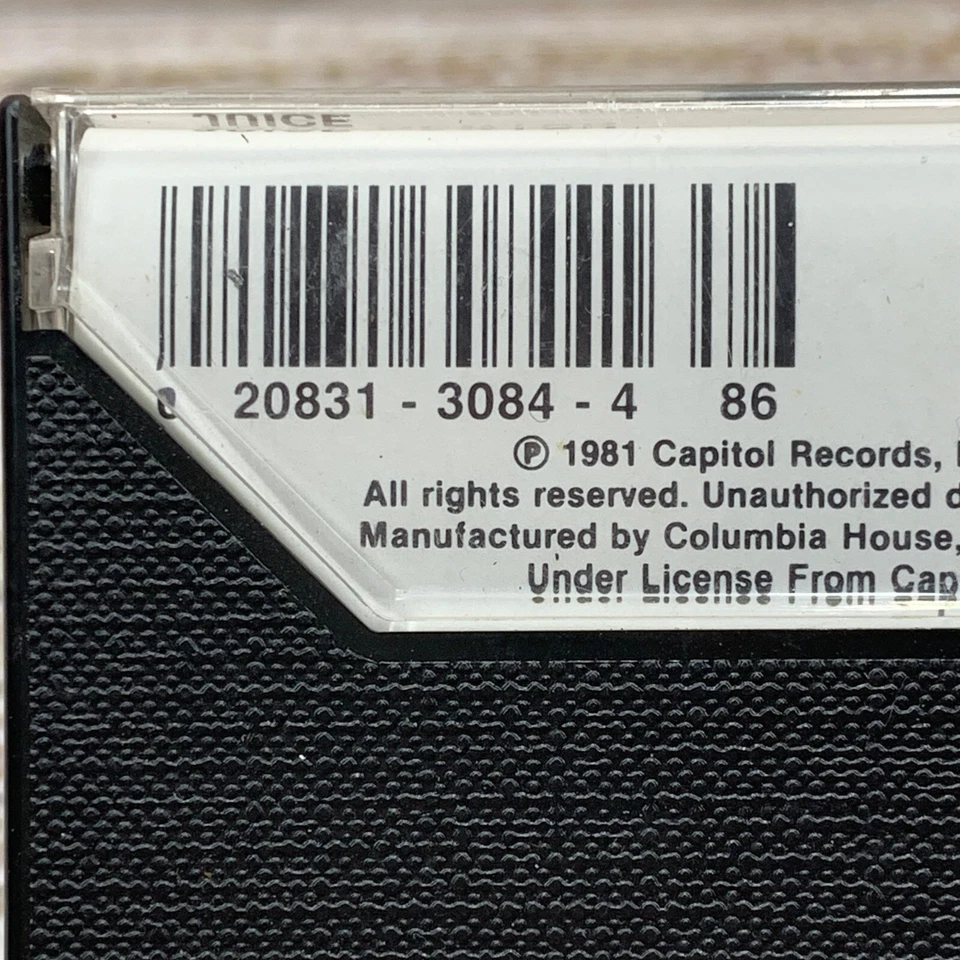 JUICE
0 20831 - 3084 - 4 86
Ⓟ 1981 Capitol Records,
All rights reserved. Unauthorized
Manufactured by Columbia House,
Under License From